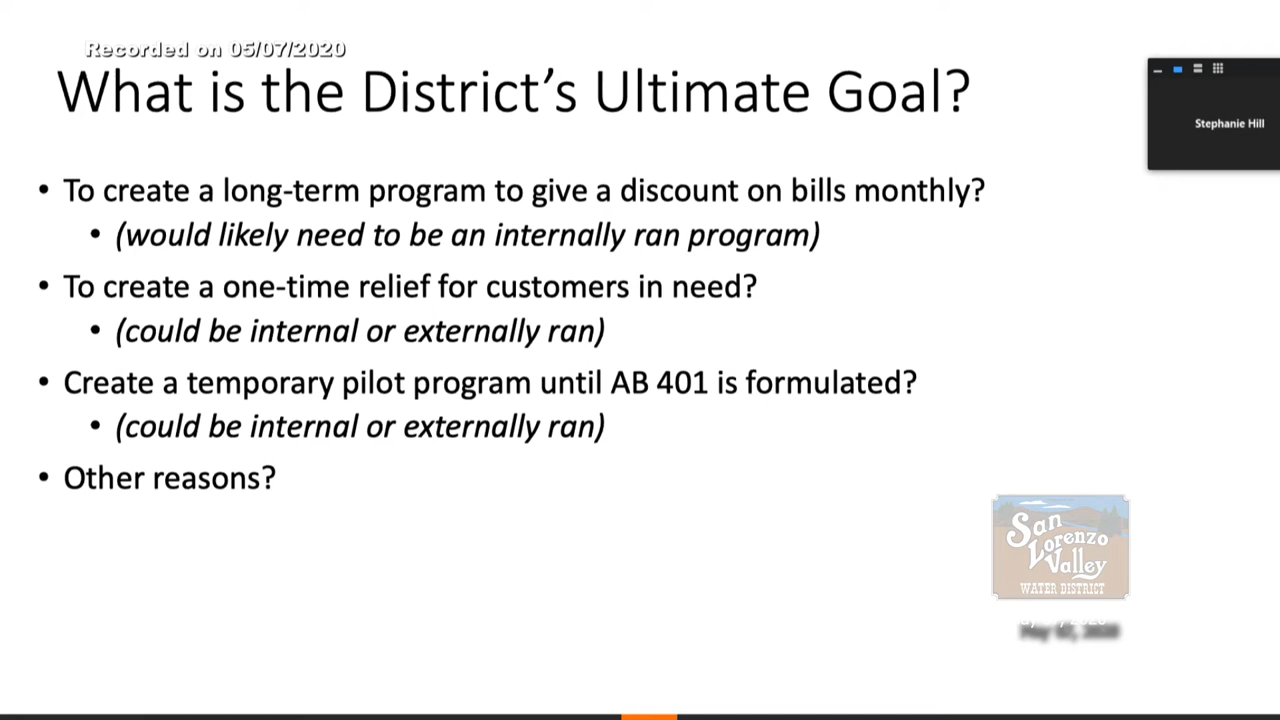 Recorded on 05/07/2020
What is the District's Ultimate Goal?
Stephanie Hill
• To create a long-term program to give a discount on bills monthly?
• (would likely need to be an internally ran program)
• To create a one-time relief for customers in need?
• (could be internal or externally ran)
• Create a temporary pilot program until AB 401 is formulated?
• (could be internal or externally ran)
• Other reasons?
San
Lorenzo
Valley
WATER DISTRICT